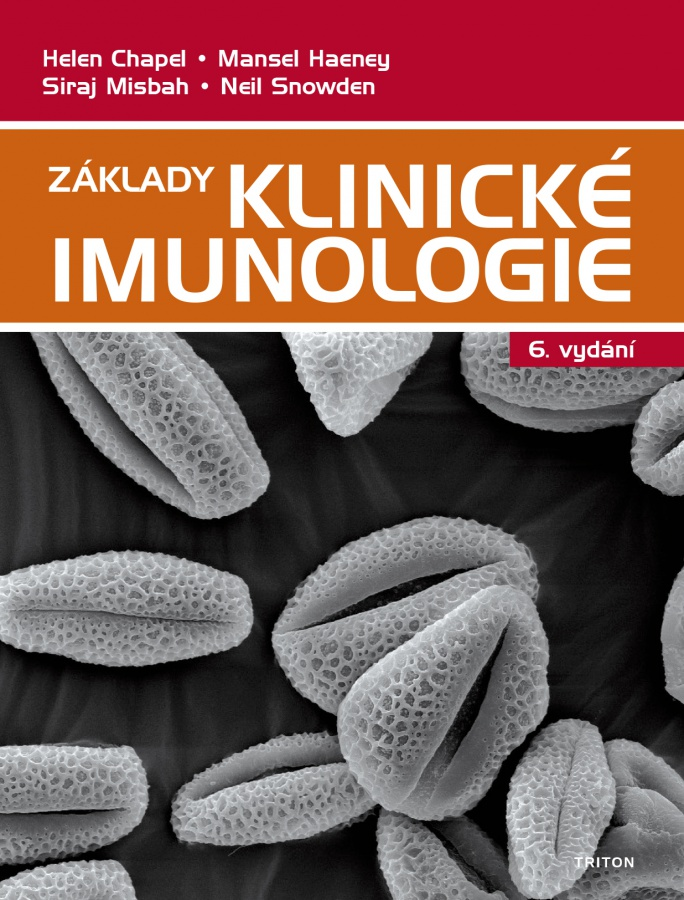 Helen Chapel • Mansel Haeney
Siraj Misbah • Neil Snowden
ZÁKLADY KLINICKÉ
IMUNOLOGIE
6. vydání
TRITON